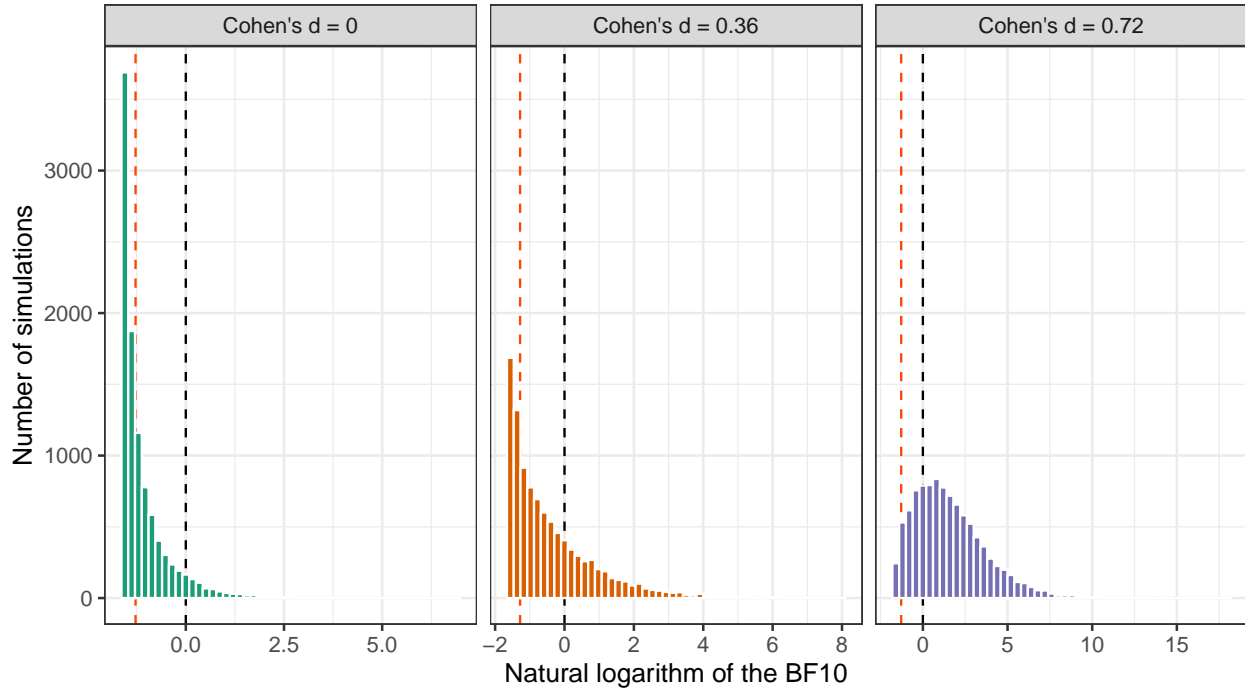 Cohen's d = 0
Cohen's d = 0.36
Cohen's d = 0.72
Number of simulations
3000
2000
1000
0
0.0 2.5 5.0
−2 0 2 4 6 8
0 5 10 15
Natural logarithm of the BF10